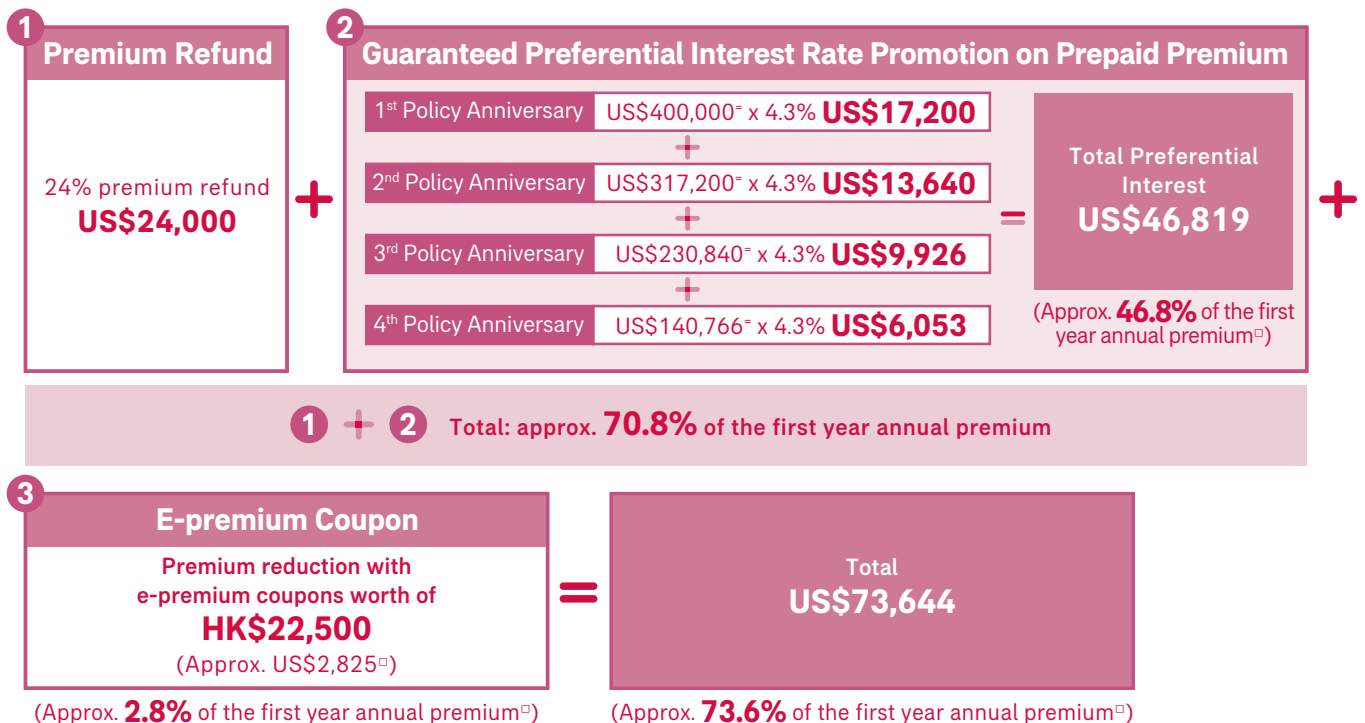 1
Premium Refund
24% premium refund
US$24,000
+
2
Guaranteed Preferential Interest Rate Promotion on Prepaid Premium
1st Policy Anniversary US$400,000⁼ x 4.3% US$17,200
+
2nd Policy Anniversary US$317,200⁼ x 4.3% US$13,640
+
3rd Policy Anniversary US$230,840⁼ x 4.3% US$9,926
+
4th Policy Anniversary US$140,766⁼ x 4.3% US$6,053
=
Total Preferential
Interest
US$46,819
(Approx. 46.8% of the first
year annual premium□)
+
1 + 2 Total: approx. 70.8% of the first year annual premium
3
E-premium Coupon
Premium reduction with
e-premium coupons worth of
HK$22,500
(Approx. US$2,825□)
(Approx. 2.8% of the first year annual premium□)
=
Total
US$73,644
(Approx. 73.6% of the first year annual premium□)